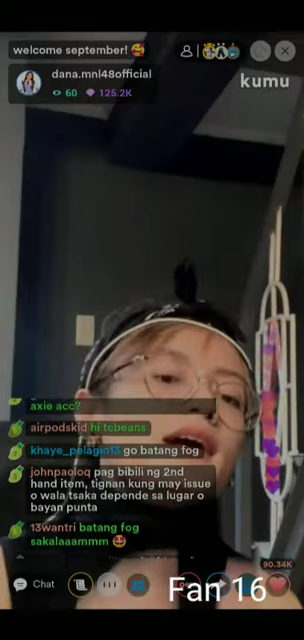 welcome september! 🥰
dana.mnl48official
60 125.2K
kumu
axie acc?
airpodskid hi tcbeans
khaye_pelagio13 go batang fog
johnpaoloq pag bibili ng 2nd
hand item, tignan kung may issue
o wala tsaka depende sa lugar o
bayan punta
13wantri batang fog
sakalaaammm 🤩
90.34K
Chat
Fan 16